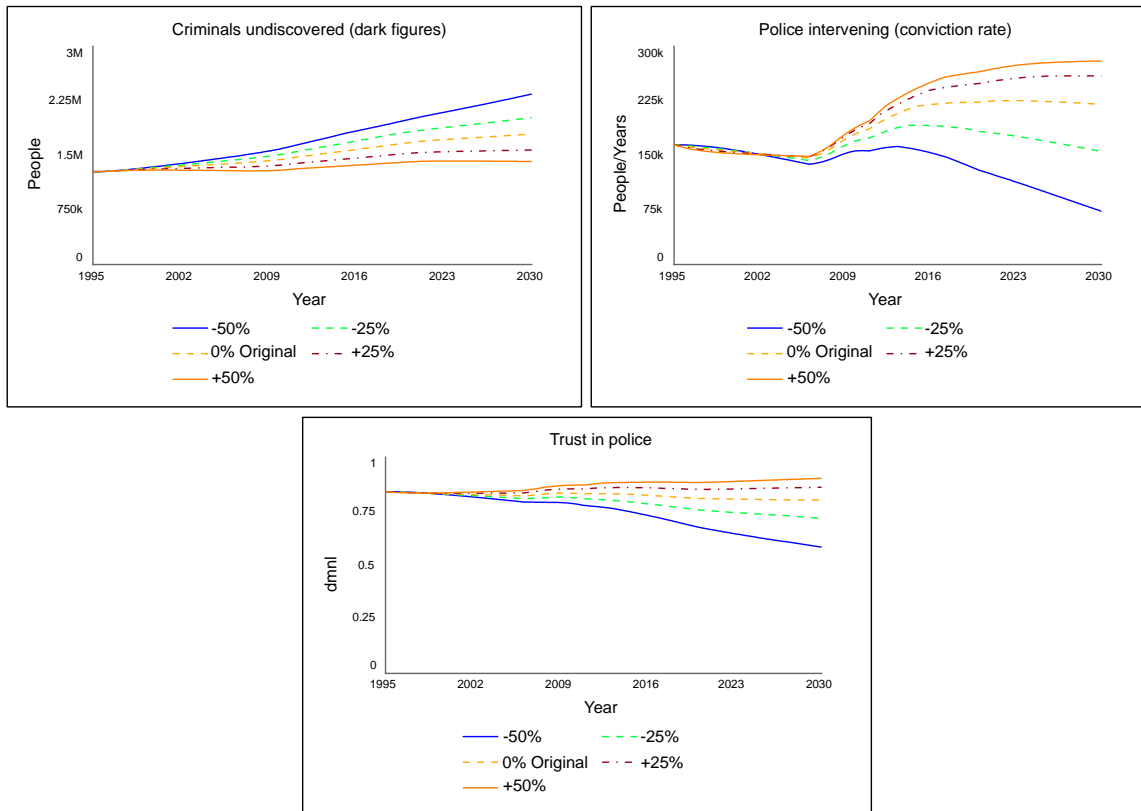 Criminals undiscovered (dark figures)
3M
2.25M
1.5M
750k
0
People
1995 2002 2009 2016 2023 2030
Year
-50% -25%
0% Original +25%
+50%
Police intervening (conviction rate)
300k
225k
150k
75k
0
People/Years
1995 2002 2009 2016 2023 2030
Year
-50% -25%
0% Original +25%
+50%
Trust in police
1
0.75
0.5
0.25
0
dmnl
1995 2002 2009 2016 2023 2030
Year
-50% -25%
0% Original +25%
+50%